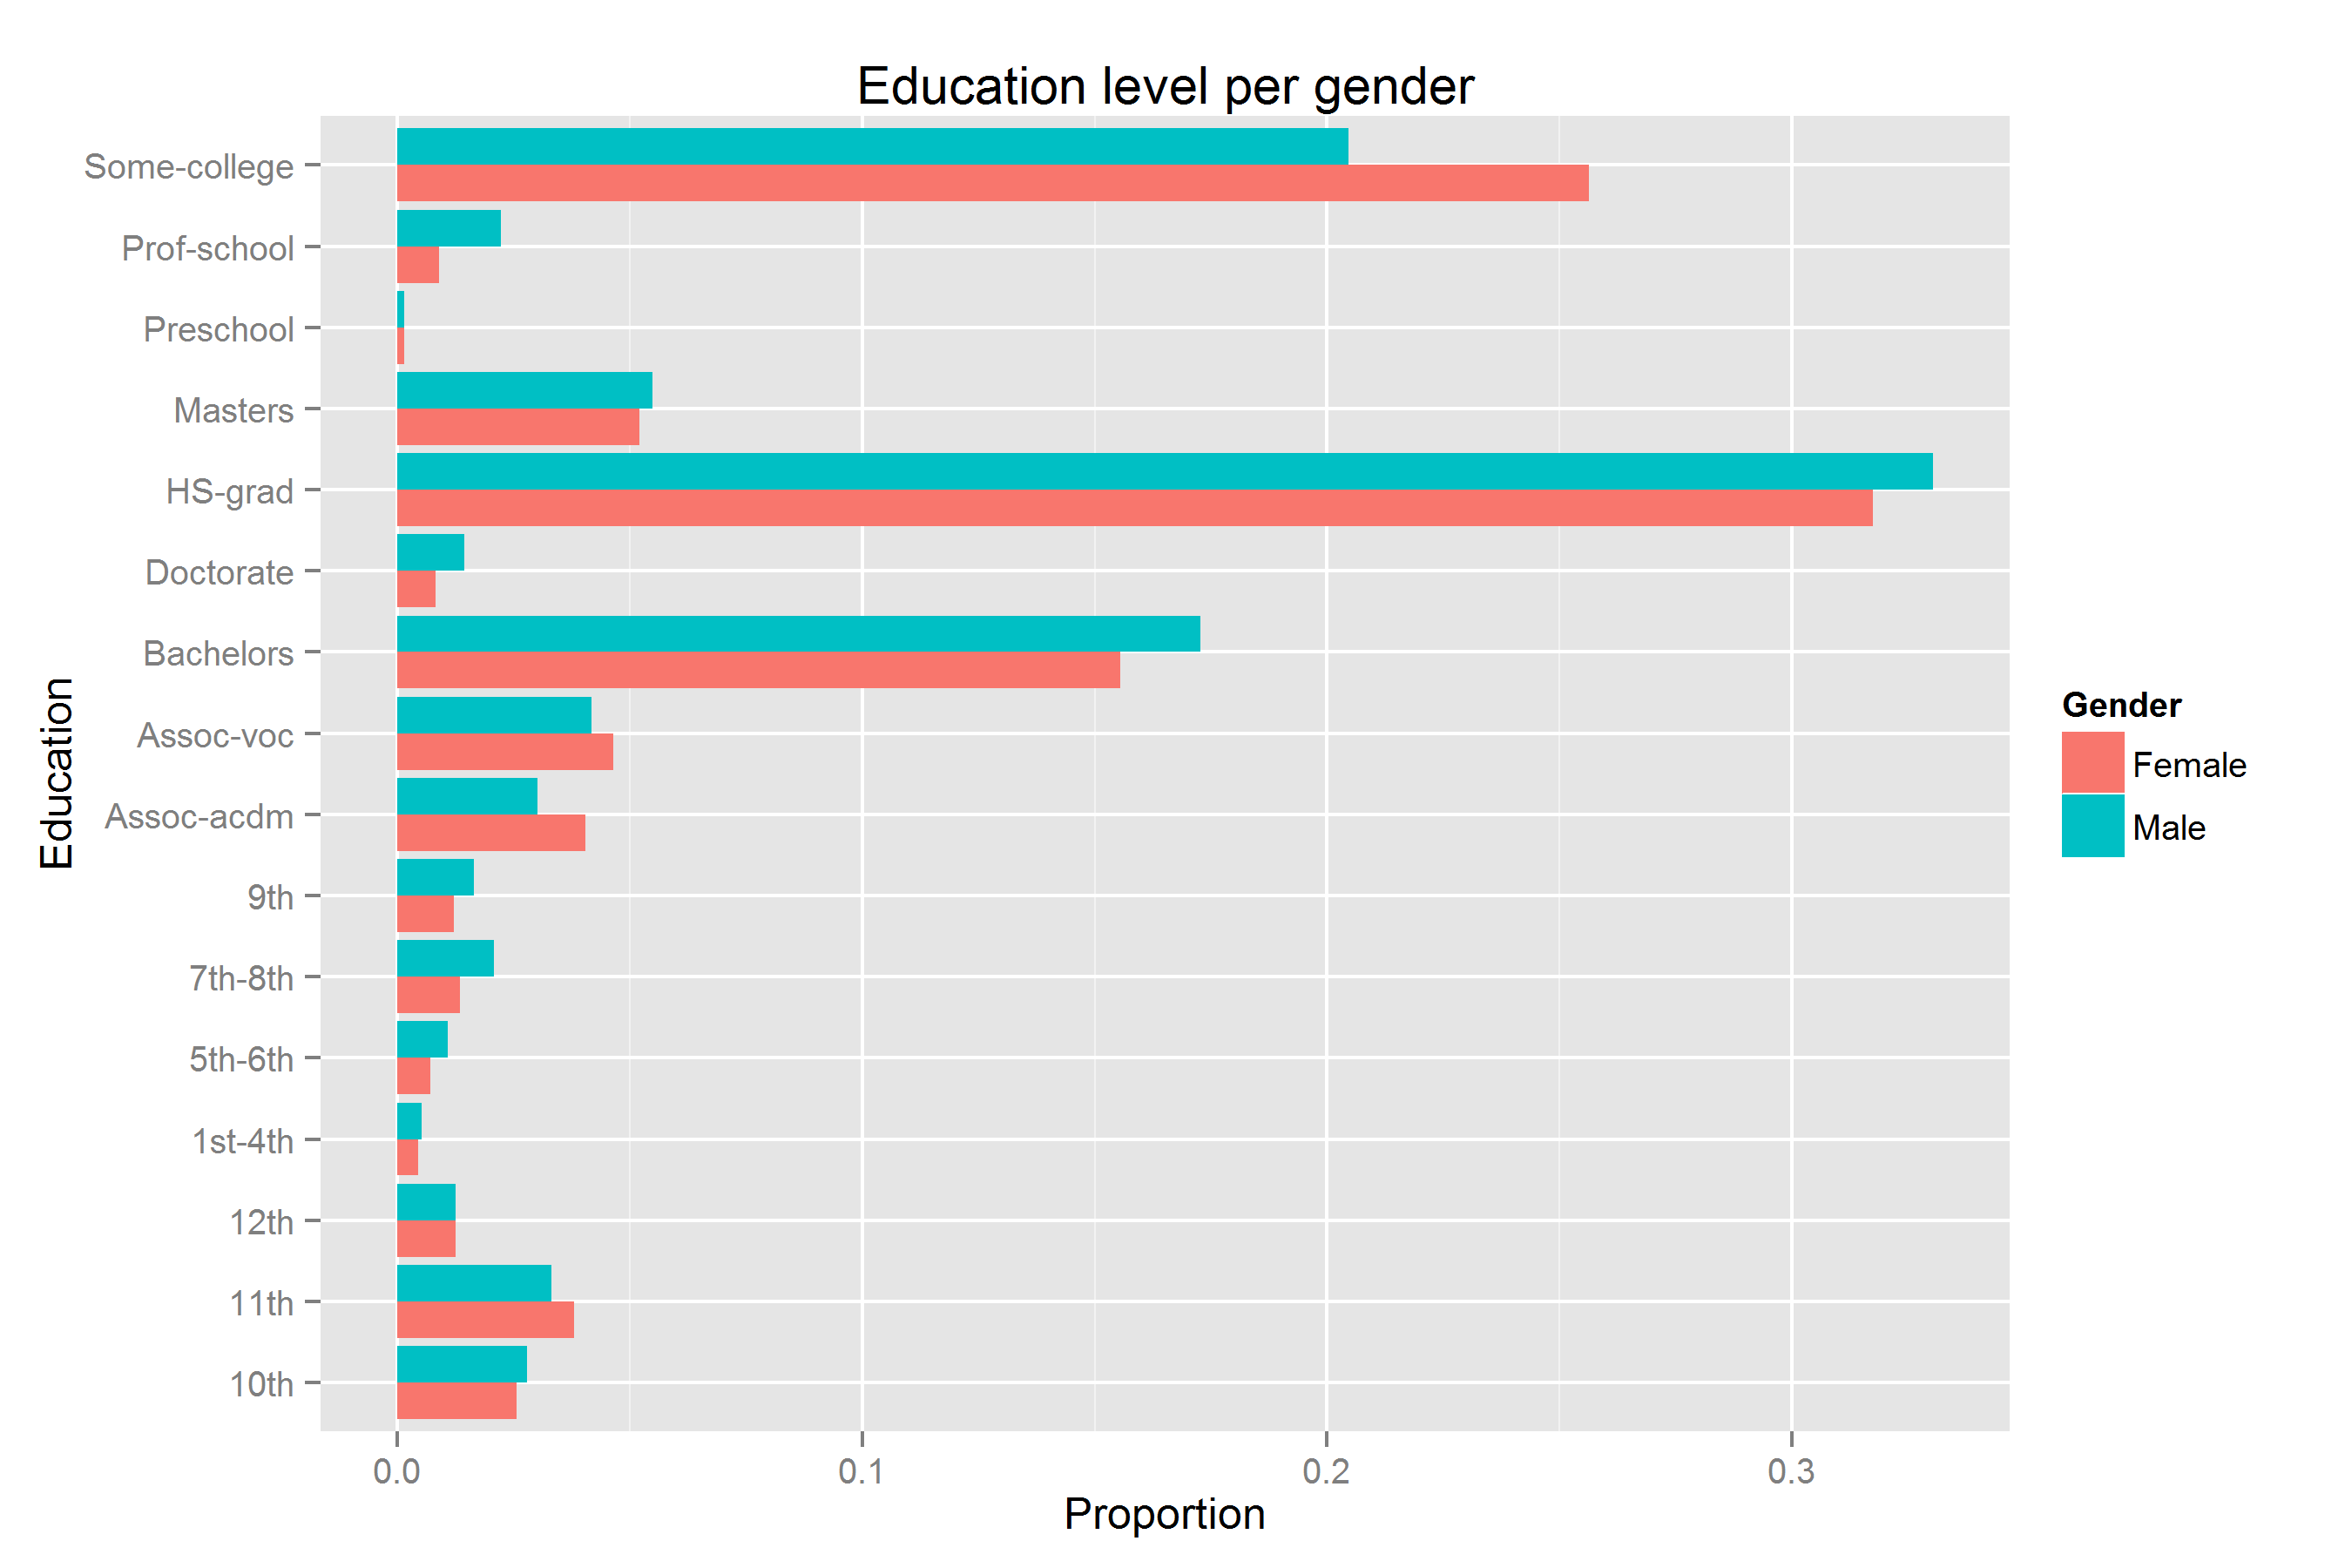 Education level per gender
Some-college
Prof-school
Preschool
Masters
HS-grad
Doctorate
Bachelors
Assoc-voc
Assoc-acdm
9th
7th-8th
5th-6th
1st-4th
12th
11th
10th
Education
0.0 0.1 0.2 0.3
Proportion
Gender
Female
Male